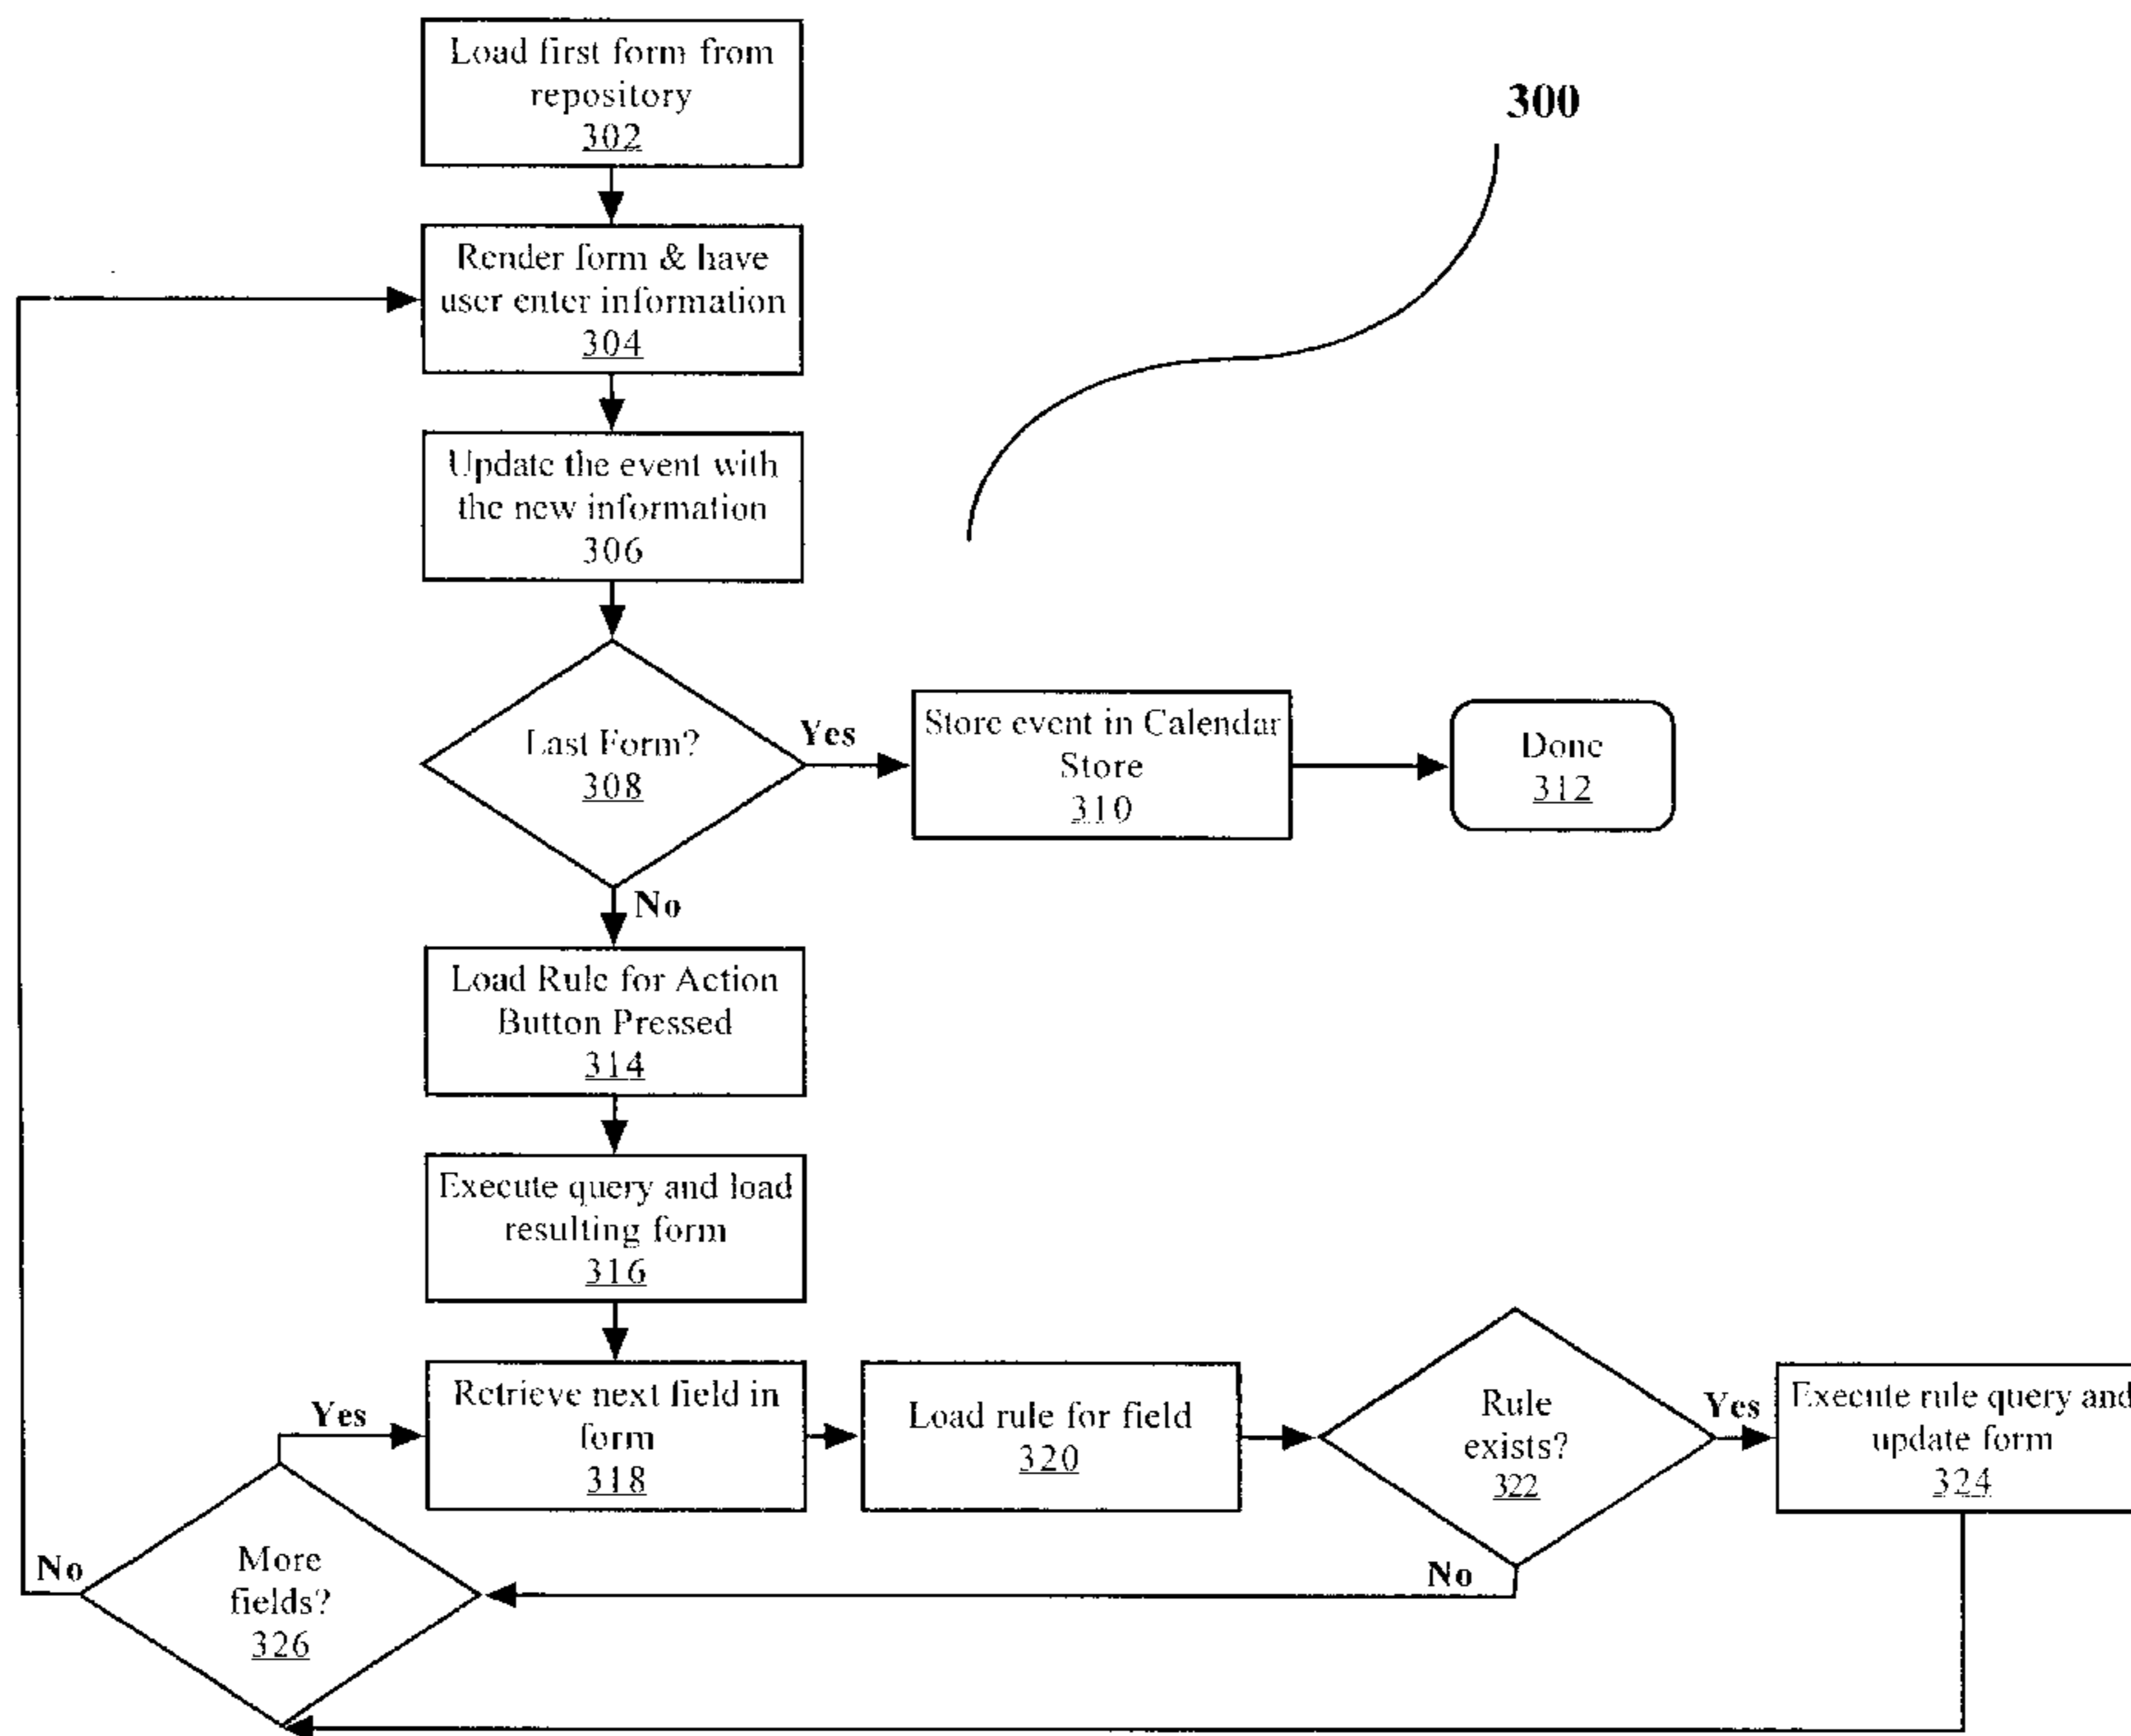 Load first form from
repository
302
300
Render form & have
user enter information
304
Update the event with
the new information
306
Last Form?
308
Yes
Store event in Calendar
Store
310
Done
312
No
Load Rule for Action
Button Pressed
314
Execute query and load
resulting form
316
Yes
Retrieve next field in
form
318
Load rule for field
320
Rule
exists?
322
Yes
Execute rule query and
update form
324
No
More
fields?
326
No